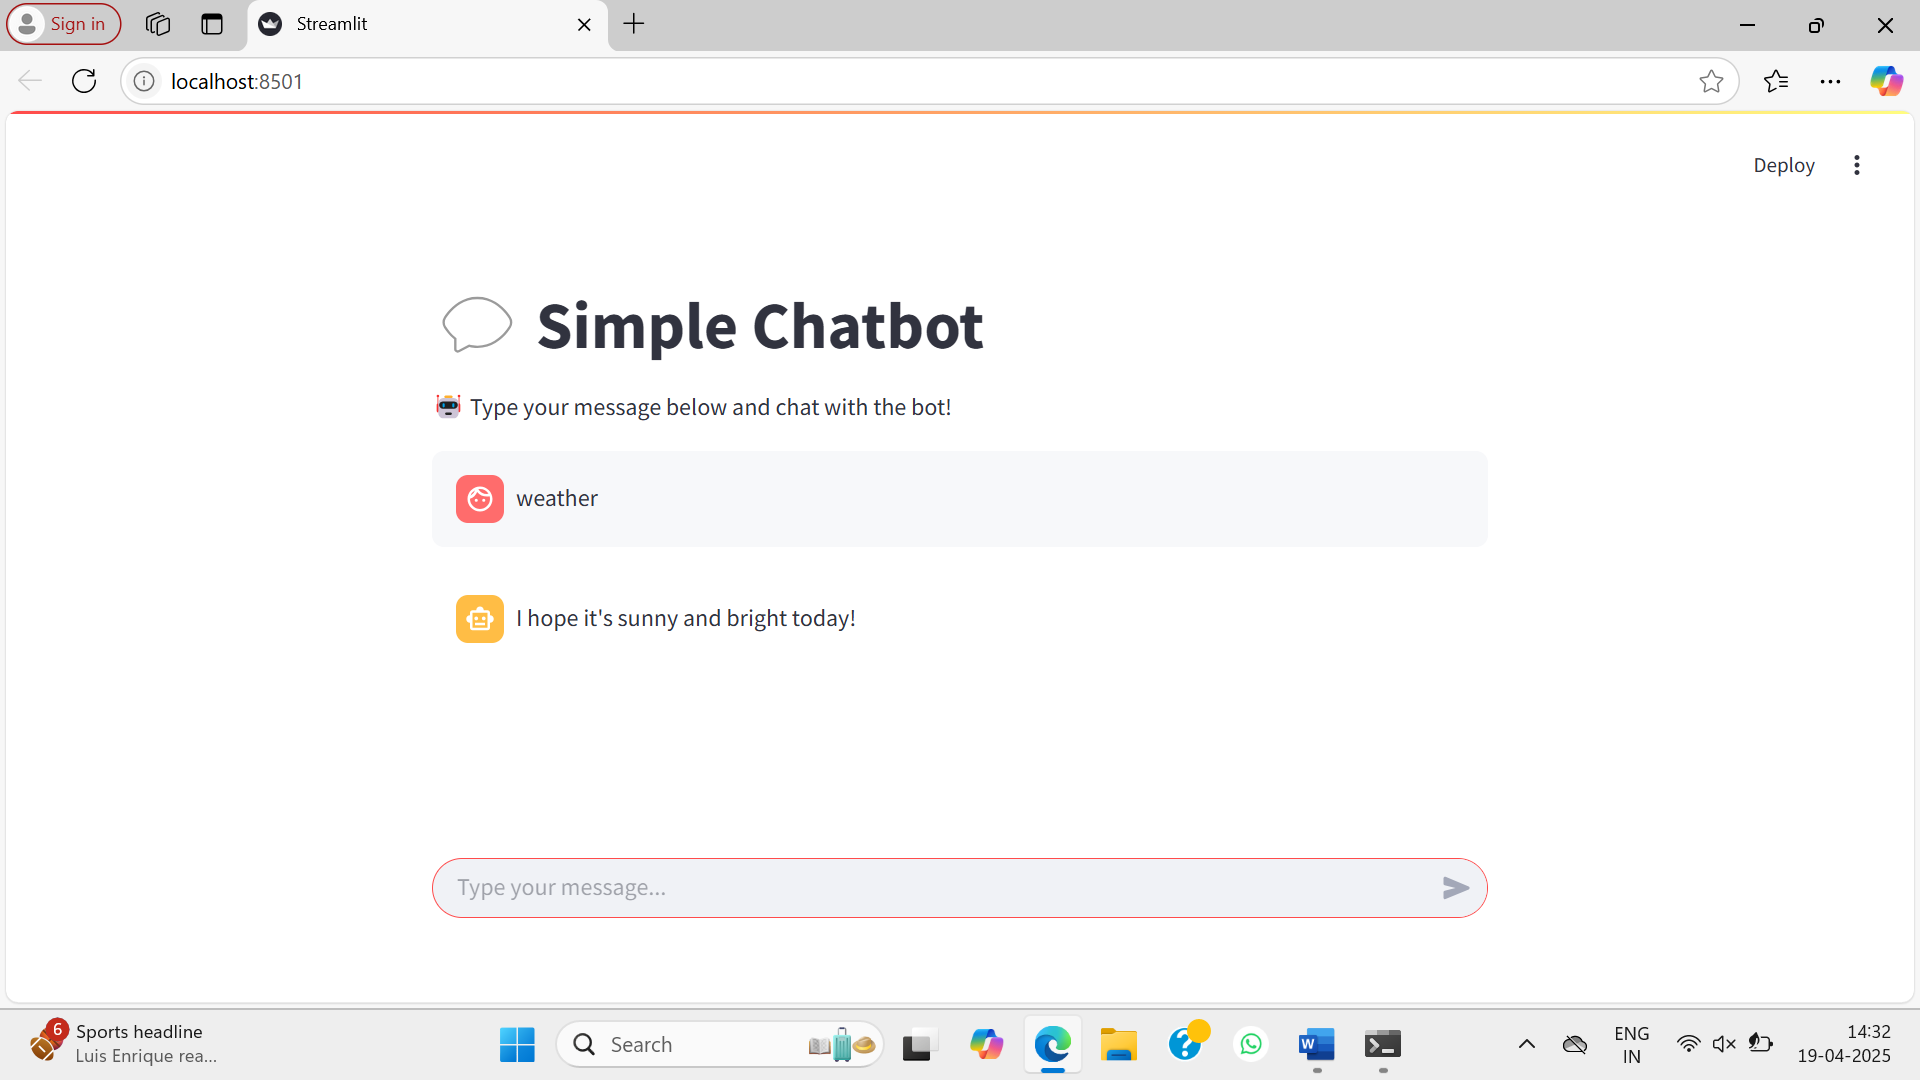 Sign in
Streamlit
localhost:8501
Deploy
Simple Chatbot
Type your message below and chat with the bot!
weather
I hope it's sunny and bright today!
Type your message...
6
Sports headline
Luis Enrique rea...
Search
W
?
ENG
IN
14:32
19-04-2025